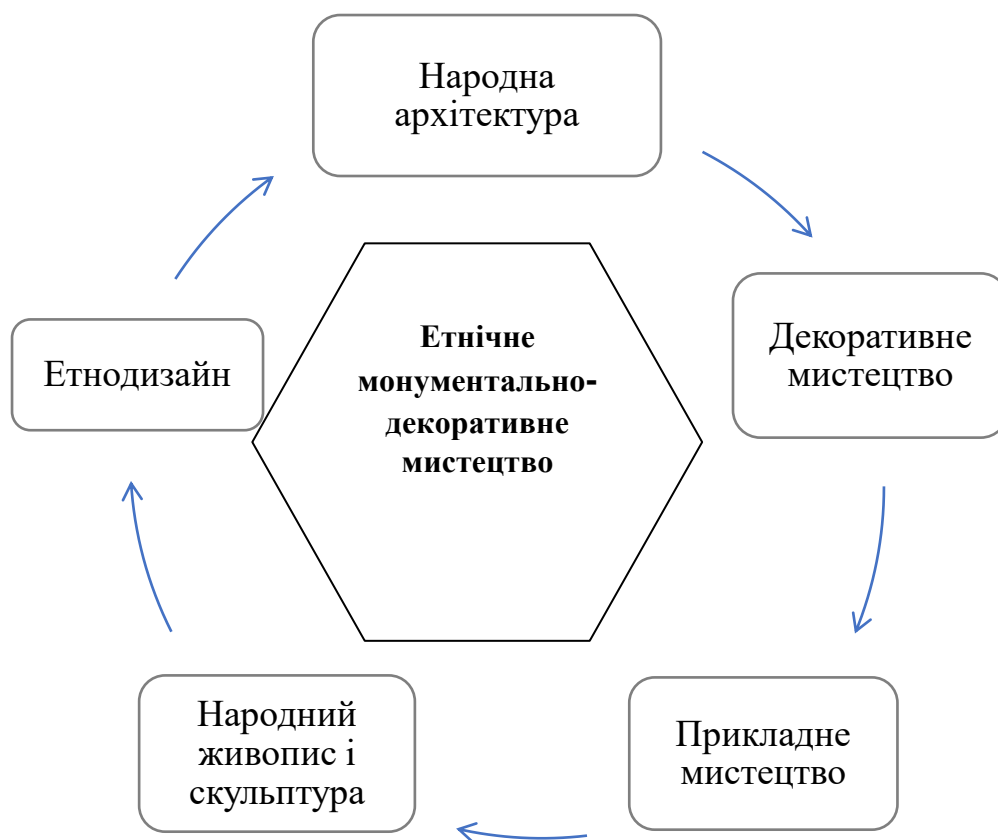 Народна
архітектура
Декоративне
мистецтво
Прикладне
мистецтво
Народний
живопис і
скульптура
Етнодизайн
Етнічне
монументально-
декоративне
мистецтво